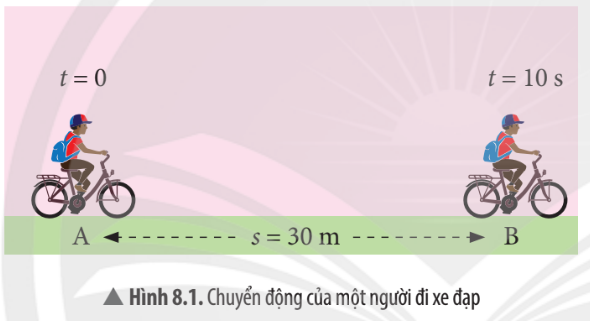 t = 0 t = 10 s
A s = 30 m B
▲ Hình 8.1. Chuyển động của một người đi xe đạp